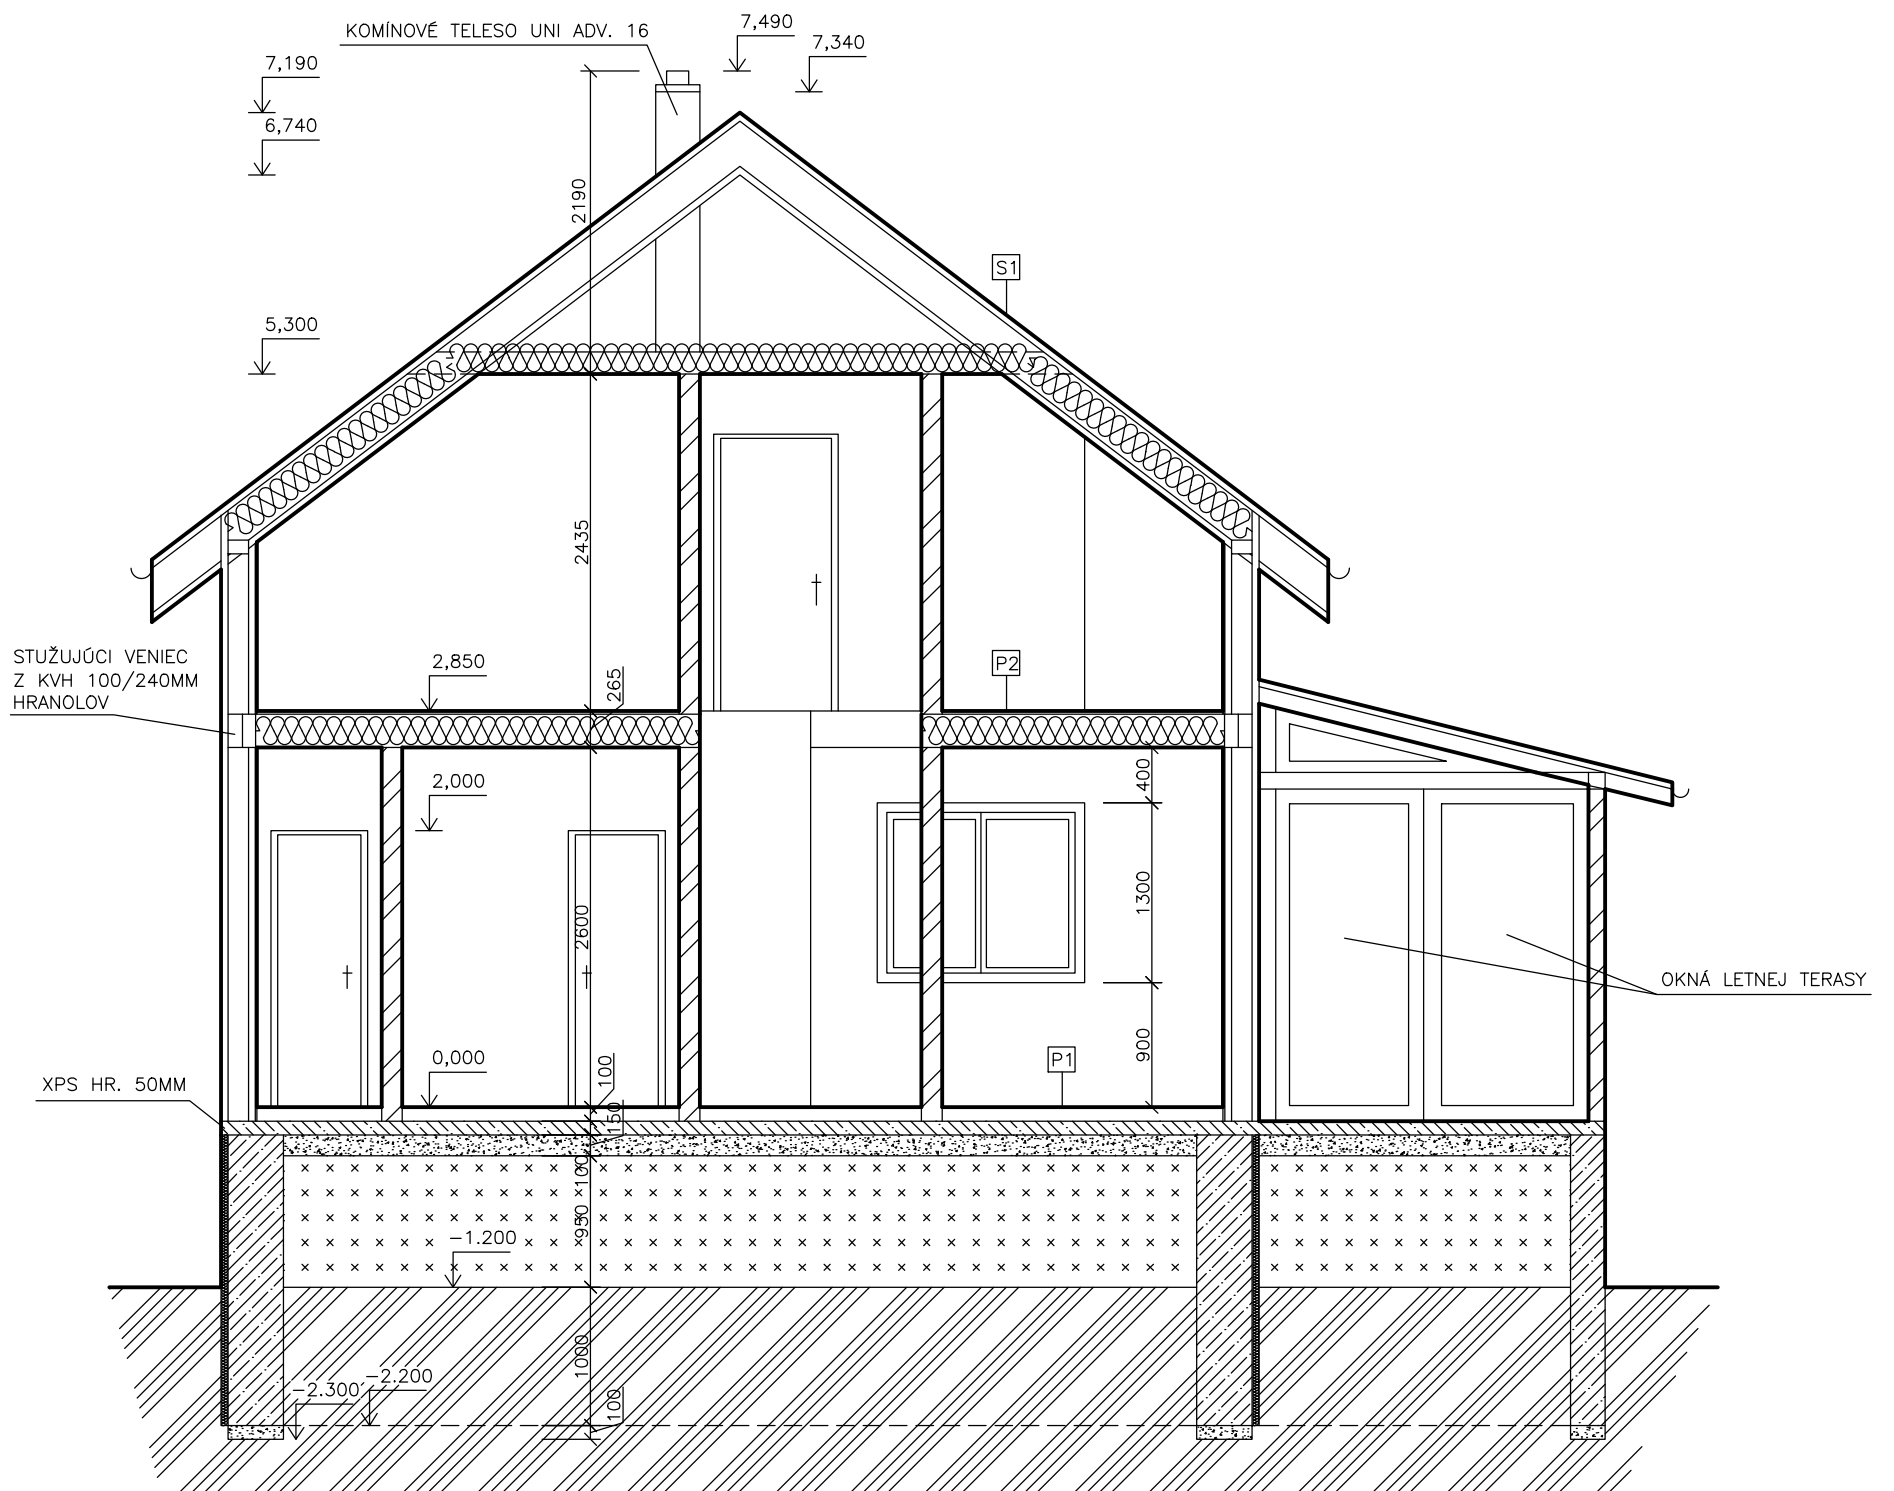 KOMÍNOVÉ TELESO UNI ADV. 16
7,490
7,340
7,190
6,740
2190
S1
5,300
2435
STUŽUJÚCI VENIEC
Z KVH 100/240MM
HRANOLOV
2,850
265
P2
2,000
400
1300
2600
900
OKNÁ LETNEJ TERASY
XPS HR. 50MM
0,000
100
P1
150
100
950
-1.200
1000
-2.300
-2.200
100